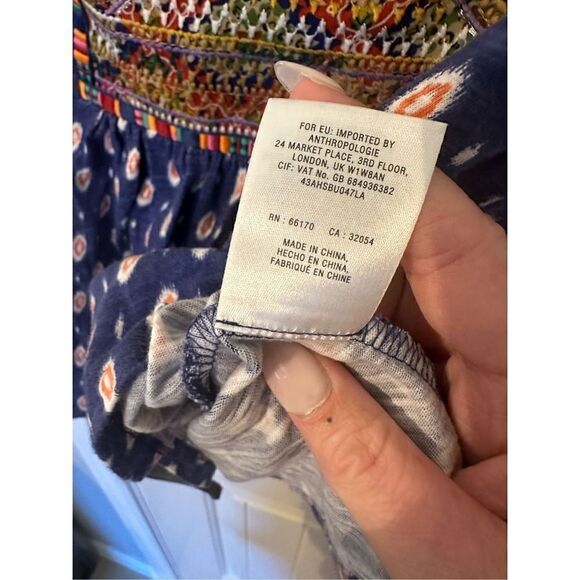 FOR EU: IMPORTED BY
ANTHROPOLOGIE
24 MARKET PLACE, 3RD FLOOR,
LONDON, UK W1W8AN
CIF: VAT No. GB 684936382
43AHSBU047LA
RN : 66170 CA : 32054
MADE IN CHINA,
HECHO EN CHINA,
FABRIQUÉ EN CHINE